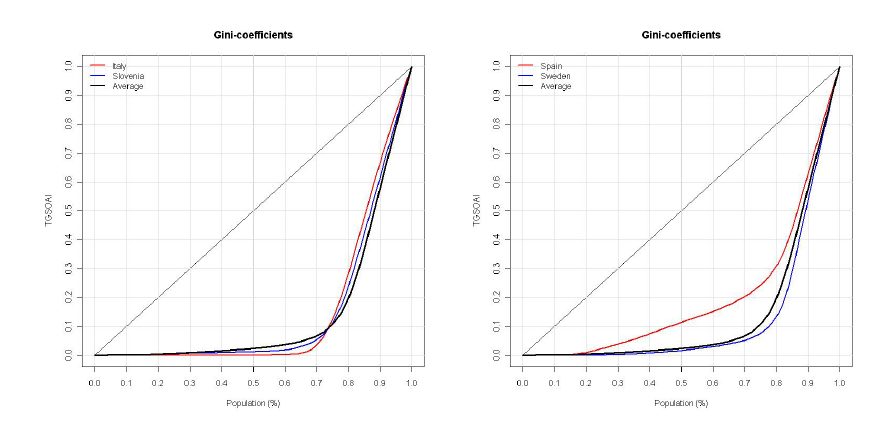 Gini-coefficients
Italy
Slovenia
Average
TGSOAI
1.0
0.9
0.8
0.7
0.6
0.5
0.4
0.3
0.2
0.1
0.0
0.0 0.1 0.2 0.3 0.4 0.5 0.6 0.7 0.8 0.9 1.0
Population (%)
Gini-coefficients
Spain
Sweden
Average
TGSOAI
1.0
0.9
0.8
0.7
0.6
0.5
0.4
0.3
0.2
0.1
0.0
0.0 0.1 0.2 0.3 0.4 0.5 0.6 0.7 0.8 0.9 1.0
Population (%)